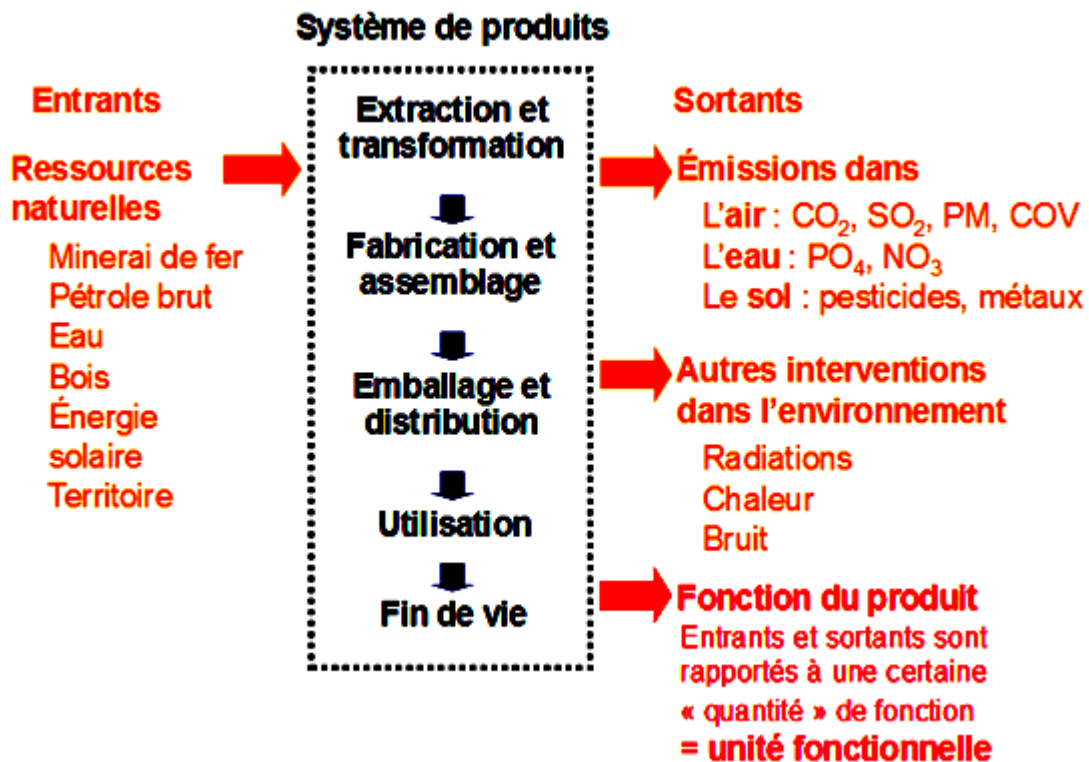 Système de produits
Entrants
Ressources
naturelles
Minerai de fer
Pétrole brut
Eau
Bois
Énergie
solaire
Territoire
Extraction et
transformation
Fabrication et
assemblage
Emballage et
distribution
Utilisation
Fin de vie
Sortants
Émissions dans
L'air : CO₂, SO₂, PM, COV
L'eau : PO₄, NO₃
Le sol : pesticides, métaux
Autres interventions
dans l'environnement
Radiations
Chaleur
Bruit
Fonction du produit
Entrants et sortants sont
rapportés à une certaine
« quantité » de fonction
= unité fonctionnelle